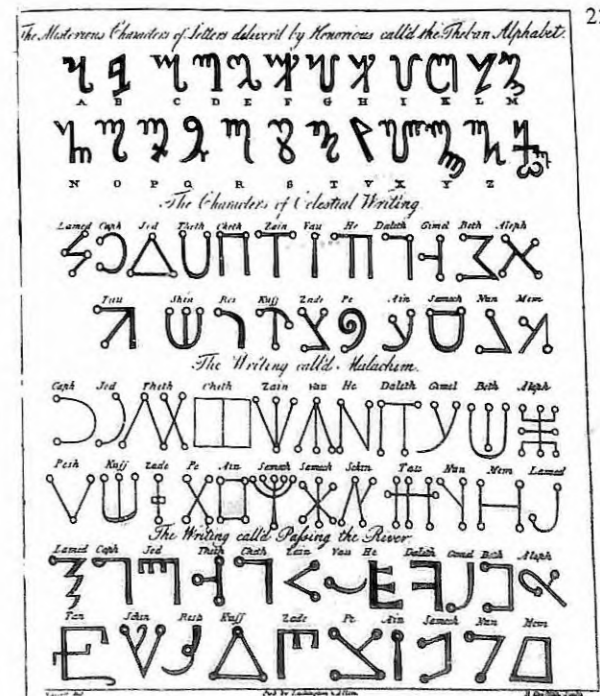 The Misterious Characters of Letters deliver'd by Honorious call'd the Theban Alphabet.
A B C D E F G H I K L M
N O P Q R S T V X Y Z
The Characters of Celestial Writing
Lamed Caph Jod Theth Cheth Zain Vau He Daleth Gimel Beth Aleph
Tau Shin Res Kuff Zade Pe Ain Samech Nun Mem
The Writing call'd Malachim.
Caph Jod Theth Cheth Zain Vau He Daleth Gimel Beth Aleph
Resh Kuff Zade Pe Ain Samech Samech Schin Tau Nun Mem Lamed
The Writing call'd Paſsing the River
Lamed Caph Jod Theth Cheth Zain Vau He Daleth Gimel Beth Aleph
Tau Schin Resh Kuff Zade Pe Ain Samech Nun Mem